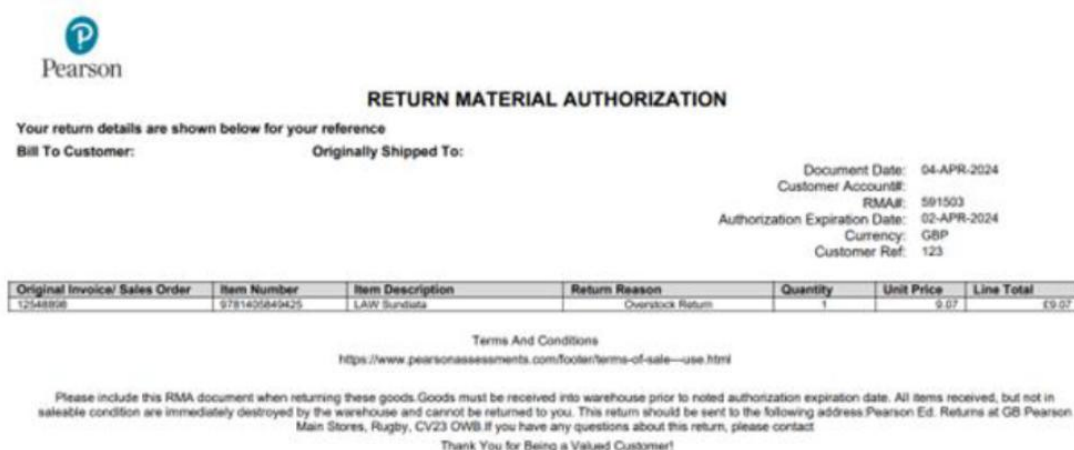 Pearson
RETURN MATERIAL AUTHORIZATION
Your return details are shown below for your reference
Bill To Customer: Originally Shipped To:
Document Date: 04-APR-2024
Customer Account#:
RMA#: 591503
Authorization Expiration Date: 02-APR-2024
Currency: GBP
Customer Ref: 123
Original Invoice/ Sales Order Item Number Item Description Return Reason Quantity Unit Price Line Total
12548898 9781405849425 LAW Sundiata Overstock Return 1 9.07 £9.07
Terms And Conditions
https://www.pearsonassessments.com/footer/terms-of-sale---use.html
Please include this RMA document when returning these goods.Goods must be received into warehouse prior to noted authorization expiration date. All items received, but not in
saleable condition are immediately destroyed by the warehouse and cannot be returned to you. This return should be sent to the following address:Pearson Ed. Returns at GB Pearson
Main Stores, Rugby, CV23 OWB.If you have any questions about this return, please contact
Thank You for Being a Valued Customer!